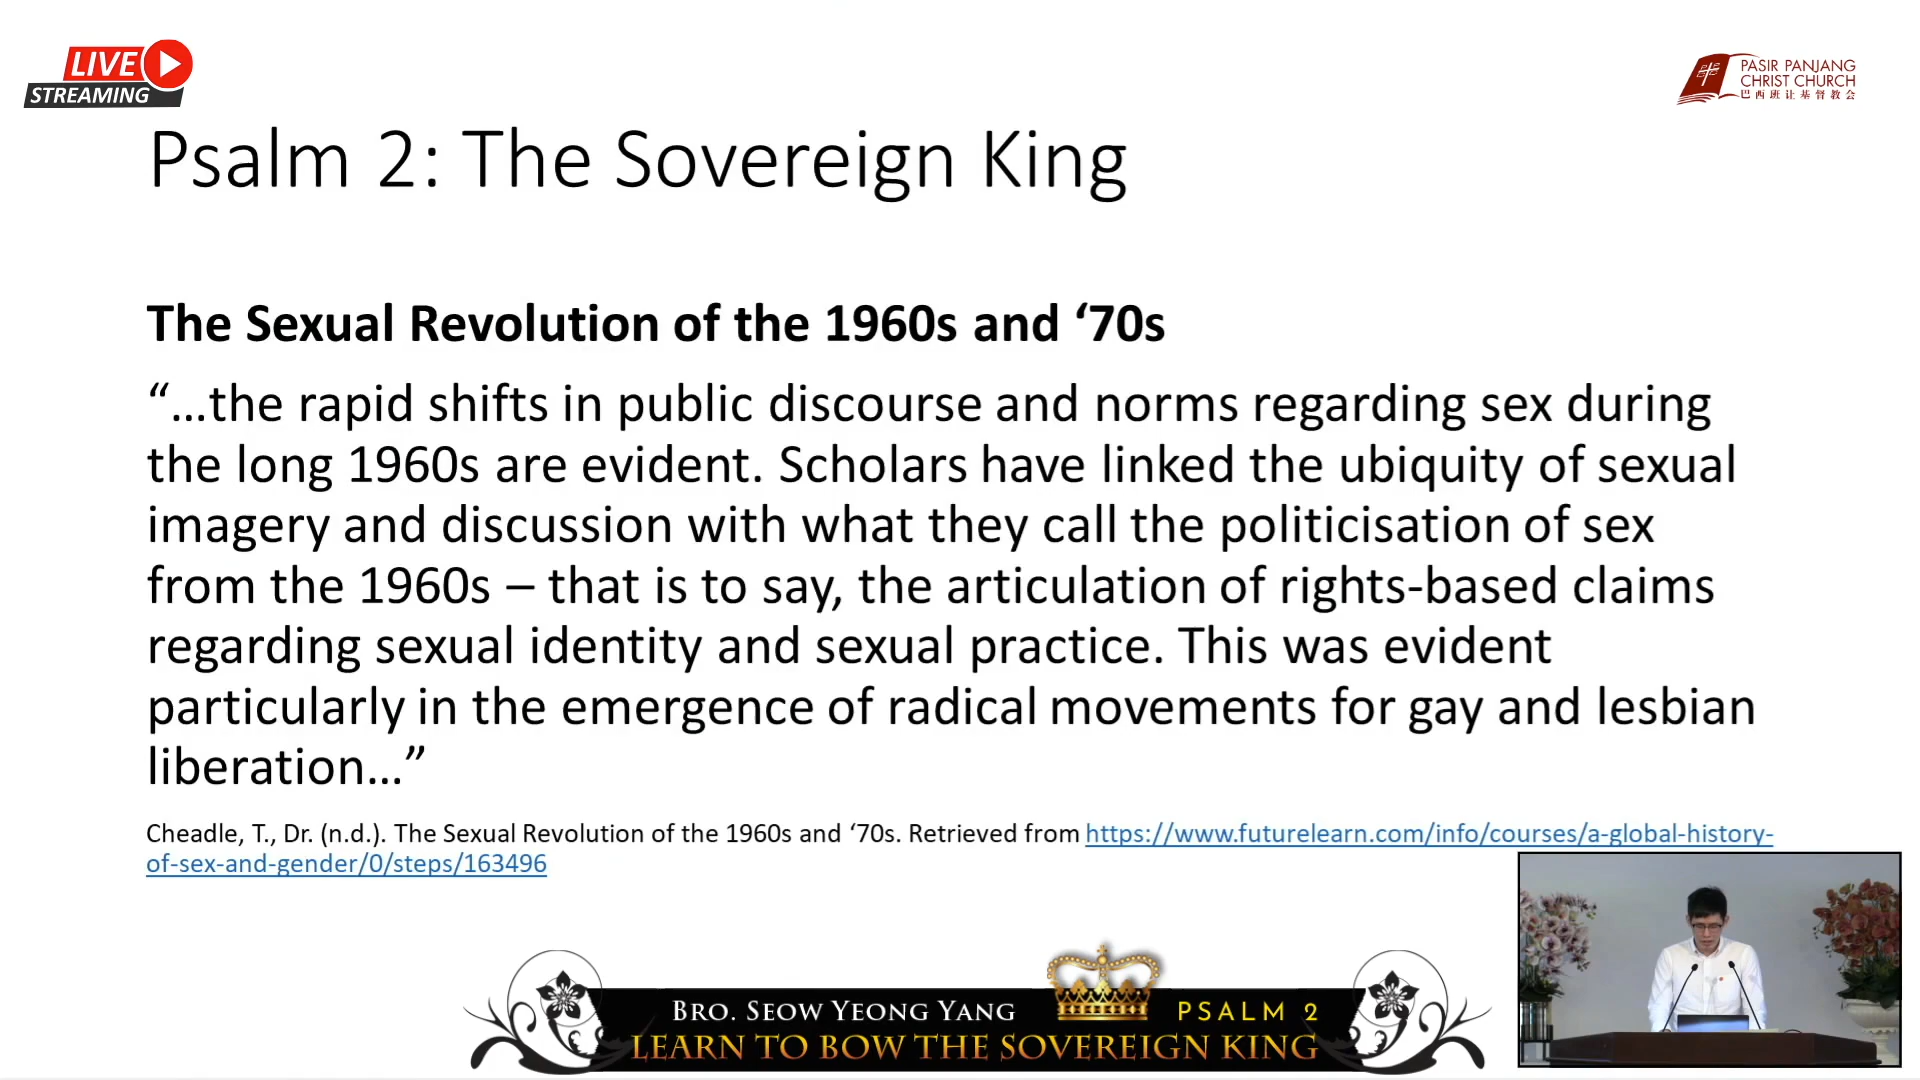 LIVE
STREAMING
PASIR PANJANG
CHRIST CHURCH
巴西班让基督教会
Psalm 2: The Sovereign King
The Sexual Revolution of the 1960s and ‘70s
“…the rapid shifts in public discourse and norms regarding sex during
the long 1960s are evident. Scholars have linked the ubiquity of sexual
imagery and discussion with what they call the politicisation of sex
from the 1960s – that is to say, the articulation of rights-based claims
regarding sexual identity and sexual practice. This was evident
particularly in the emergence of radical movements for gay and lesbian
liberation…”
Cheadle, T., Dr. (n.d.). The Sexual Revolution of the 1960s and ‘70s. Retrieved from https://www.futurelearn.com/info/courses/a-global-history-
of-sex-and-gender/0/steps/163496
BRO. SEOW YEONG YANG
PSALM 2
LEARN TO BOW THE SOVEREIGN KING